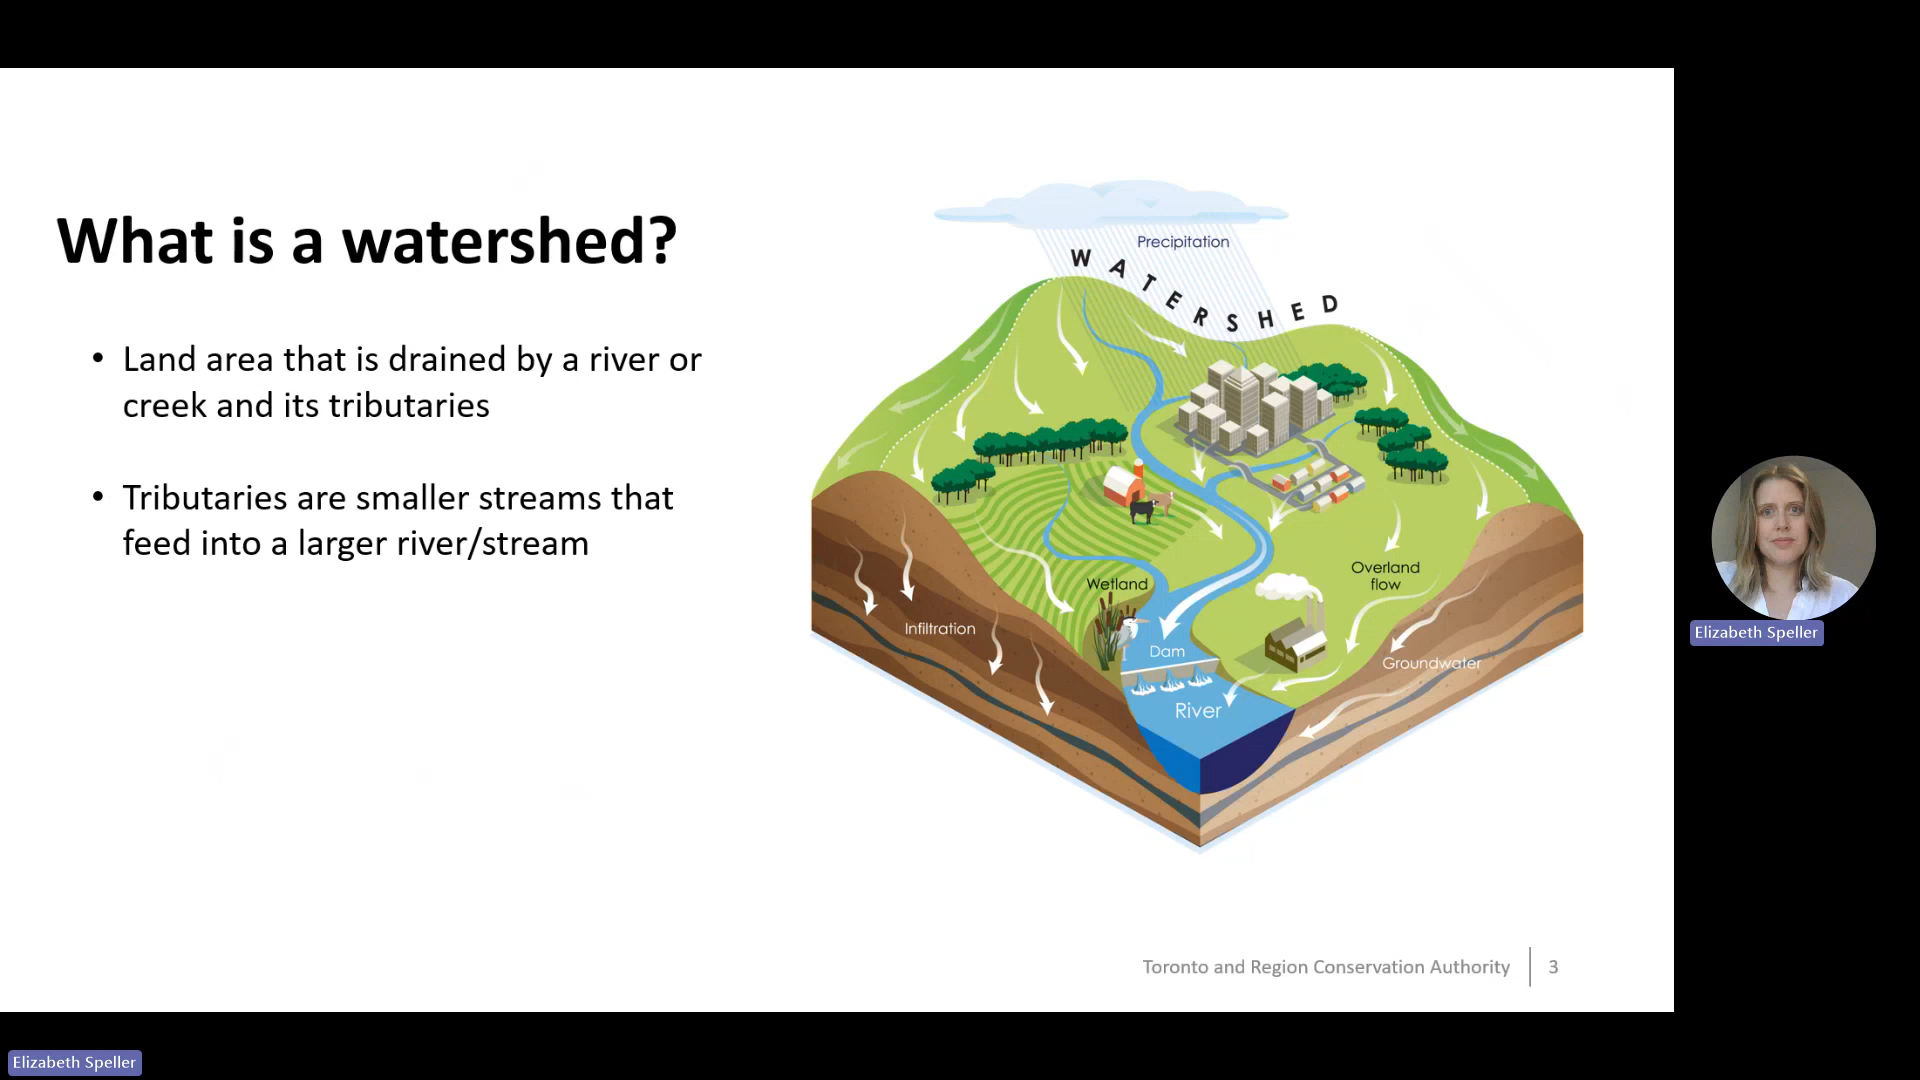 What is a watershed?
• Land area that is drained by a river or
creek and its tributaries
• Tributaries are smaller streams that
feed into a larger river/stream
Precipitation
WATERSHED
Wetland
Overland
flow
Infiltration
Dam
Groundwater
River
Toronto and Region Conservation Authority 3
Elizabeth Speller
Elizabeth Speller